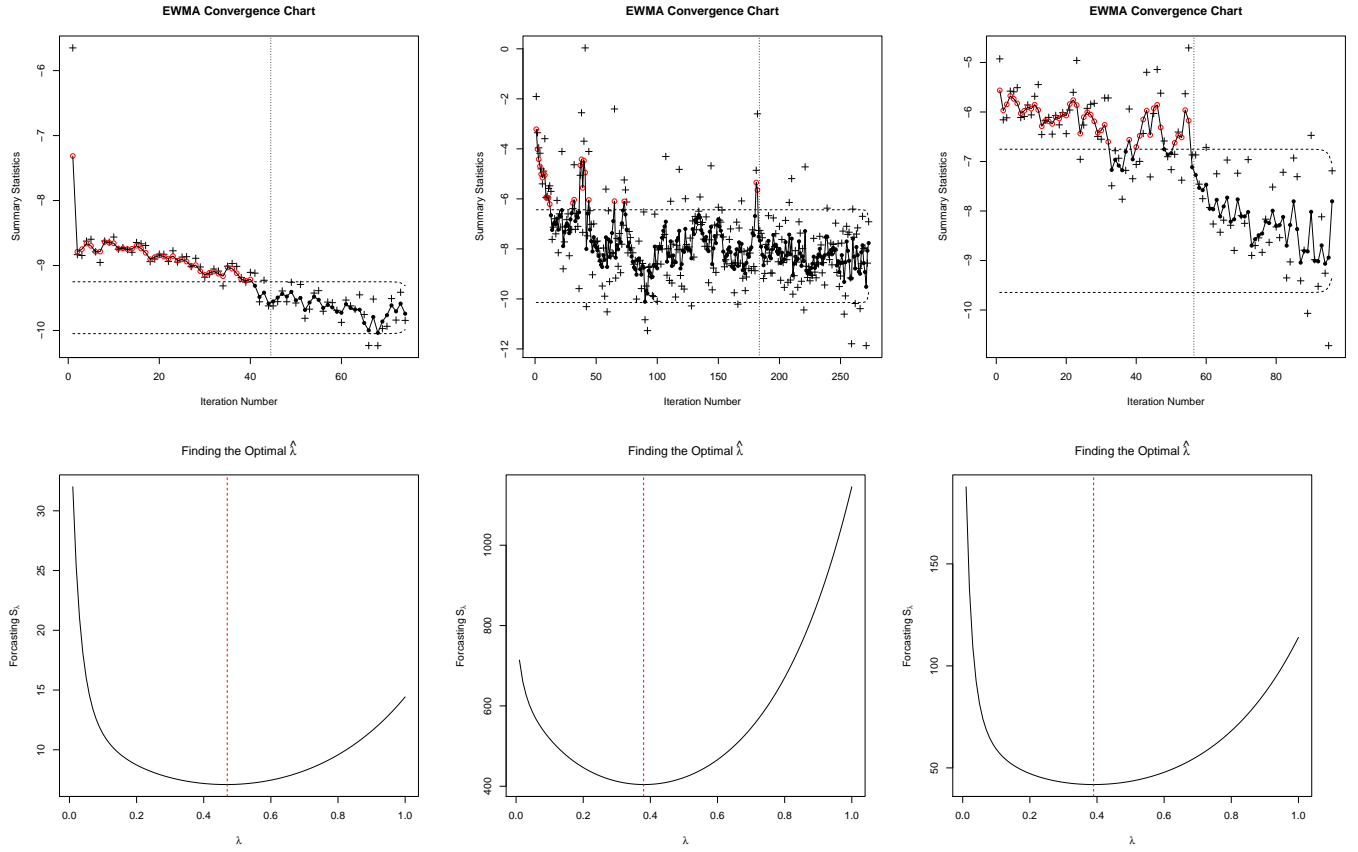 EWMA Convergence Chart
Summary Statistics
−6
−7
−8
−9
−10
0 20 40 60
Iteration Number
EWMA Convergence Chart
Summary Statistics
0
−2
−4
−6
−8
−10
−12
0 50 100 150 200 250
Iteration Number
EWMA Convergence Chart
Summary Statistics
−5
−6
−7
−8
−9
−10
0 20 40 60 80
Iteration Number
Finding the Optimal λ̂
Forcasting Sλ
30
25
20
15
10
0.0 0.2 0.4 0.6 0.8 1.0
λ
Finding the Optimal λ̂
Forcasting Sλ
1000
800
600
400
0.0 0.2 0.4 0.6 0.8 1.0
λ
Finding the Optimal λ̂
Forcasting Sλ
150
100
50
0.0 0.2 0.4 0.6 0.8 1.0
λ